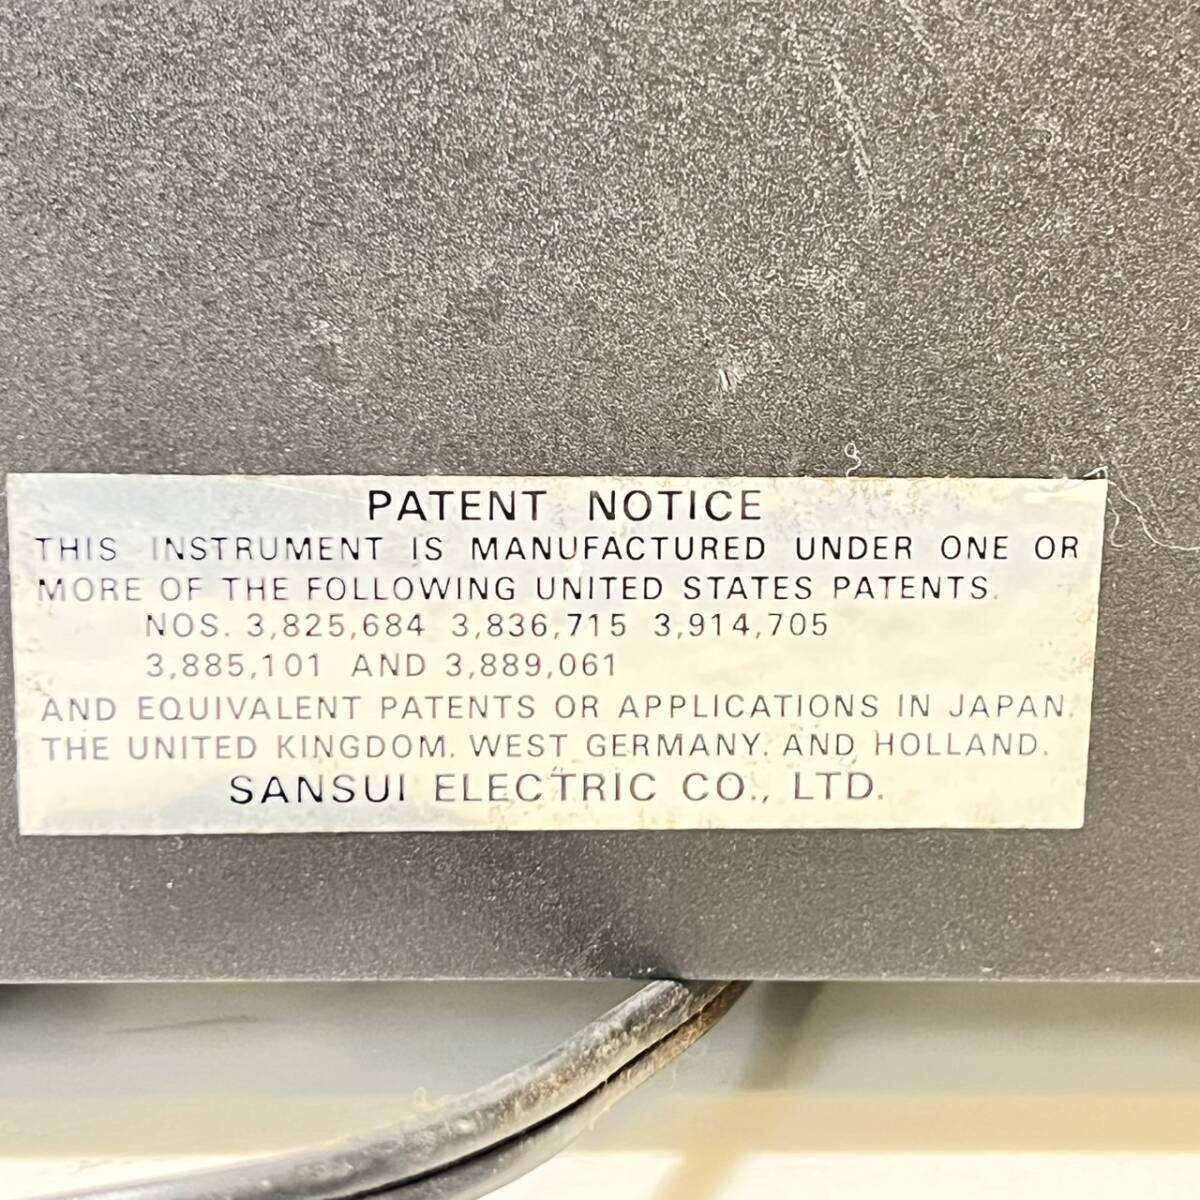 PATENT NOTICE
THIS INSTRUMENT IS MANUFACTURED UNDER ONE OR
MORE OF THE FOLLOWING UNITED STATES PATENTS.
NOS. 3,825,684 3,836,715 3,914,705
3,885,101 AND 3,889,061
AND EQUIVALENT PATENTS OR APPLICATIONS IN JAPAN.
THE UNITED KINGDOM. WEST GERMANY. AND HOLLAND.
SANSUI ELECTRIC CO., LTD.